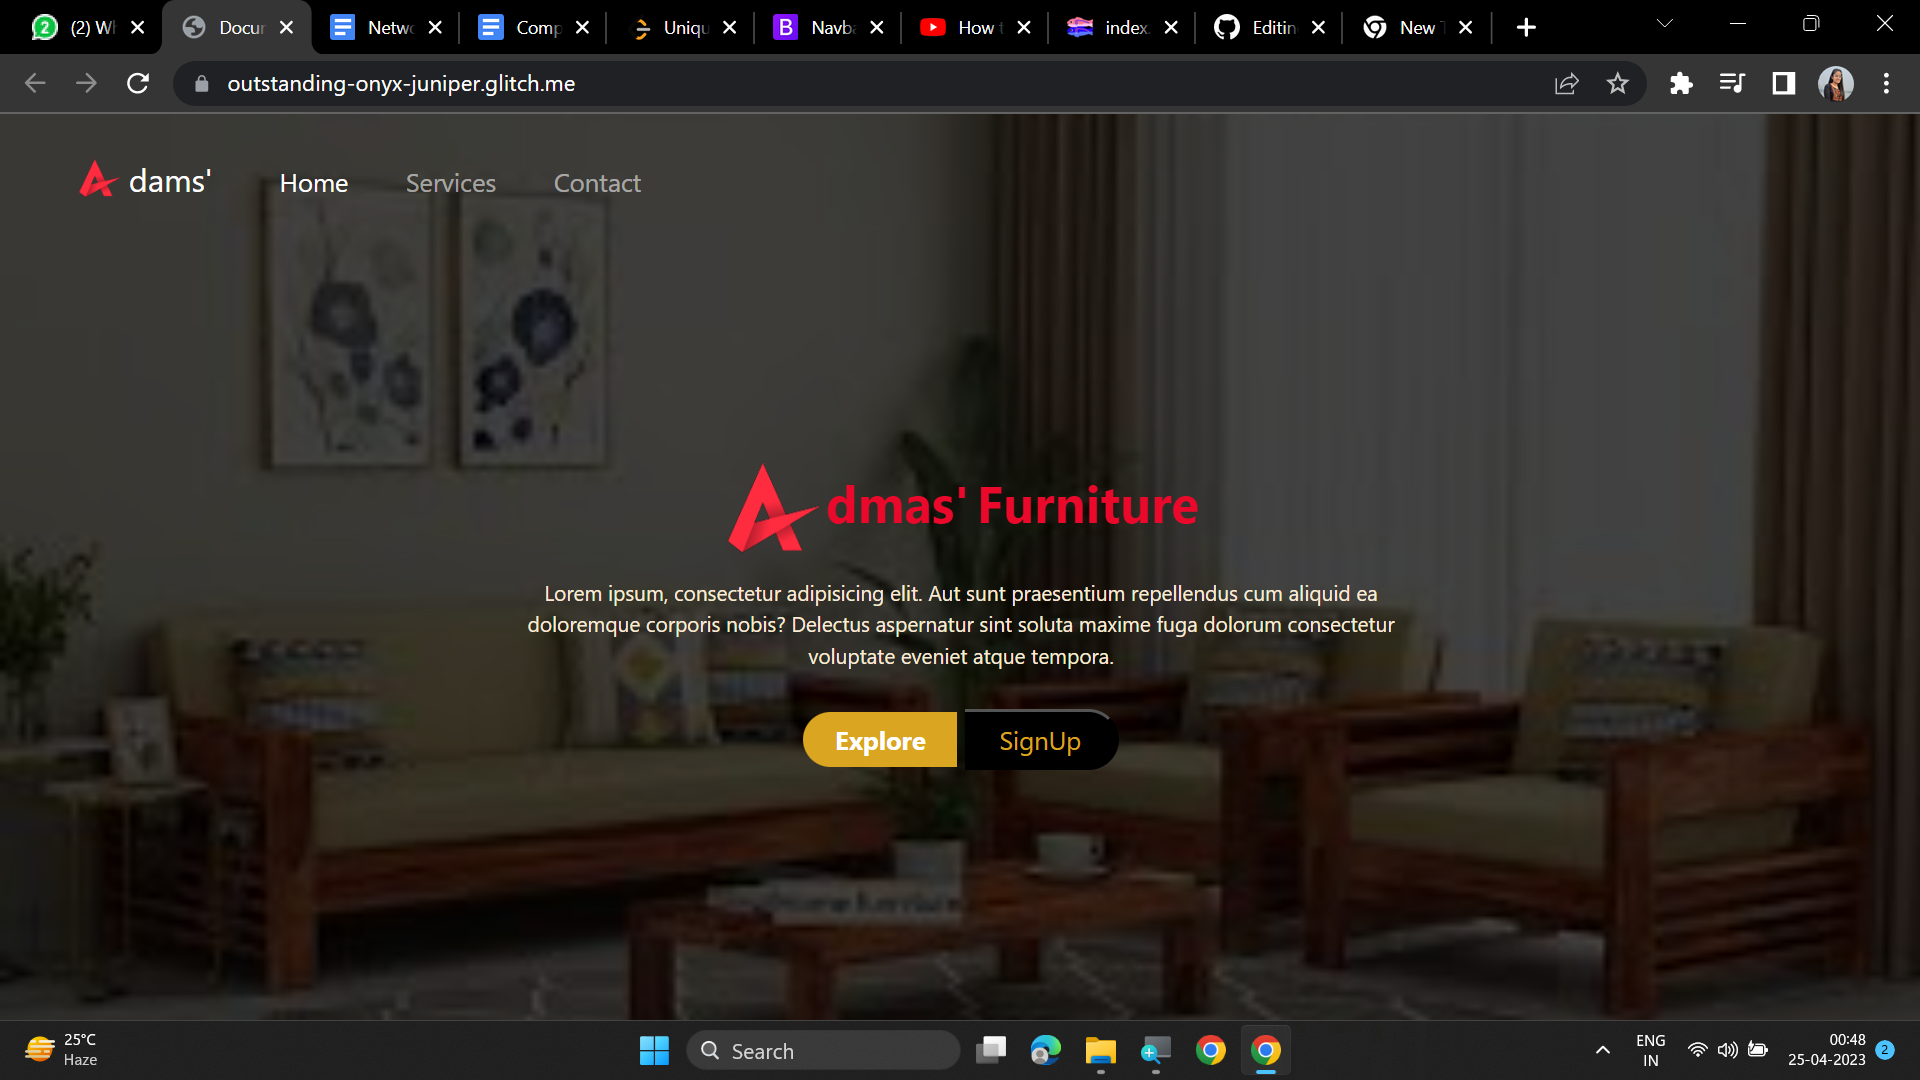 2
(2) Wh
Docur
Netwo
Comp
Uniqu
B
Navba
How t
index.
Editin
New T
outstanding-onyx-juniper.glitch.me
dams'
Home
Services
Contact
dmas' Furniture
Lorem ipsum, consectetur adipisicing elit. Aut sunt praesentium repellendus cum aliquid ea
doloremque corporis nobis? Delectus aspernatur sint soluta maxime fuga dolorum consectetur
voluptate eveniet atque tempora.
Explore
SignUp
25°C
Haze
Search
ENG
IN
00:48
25-04-2023
2